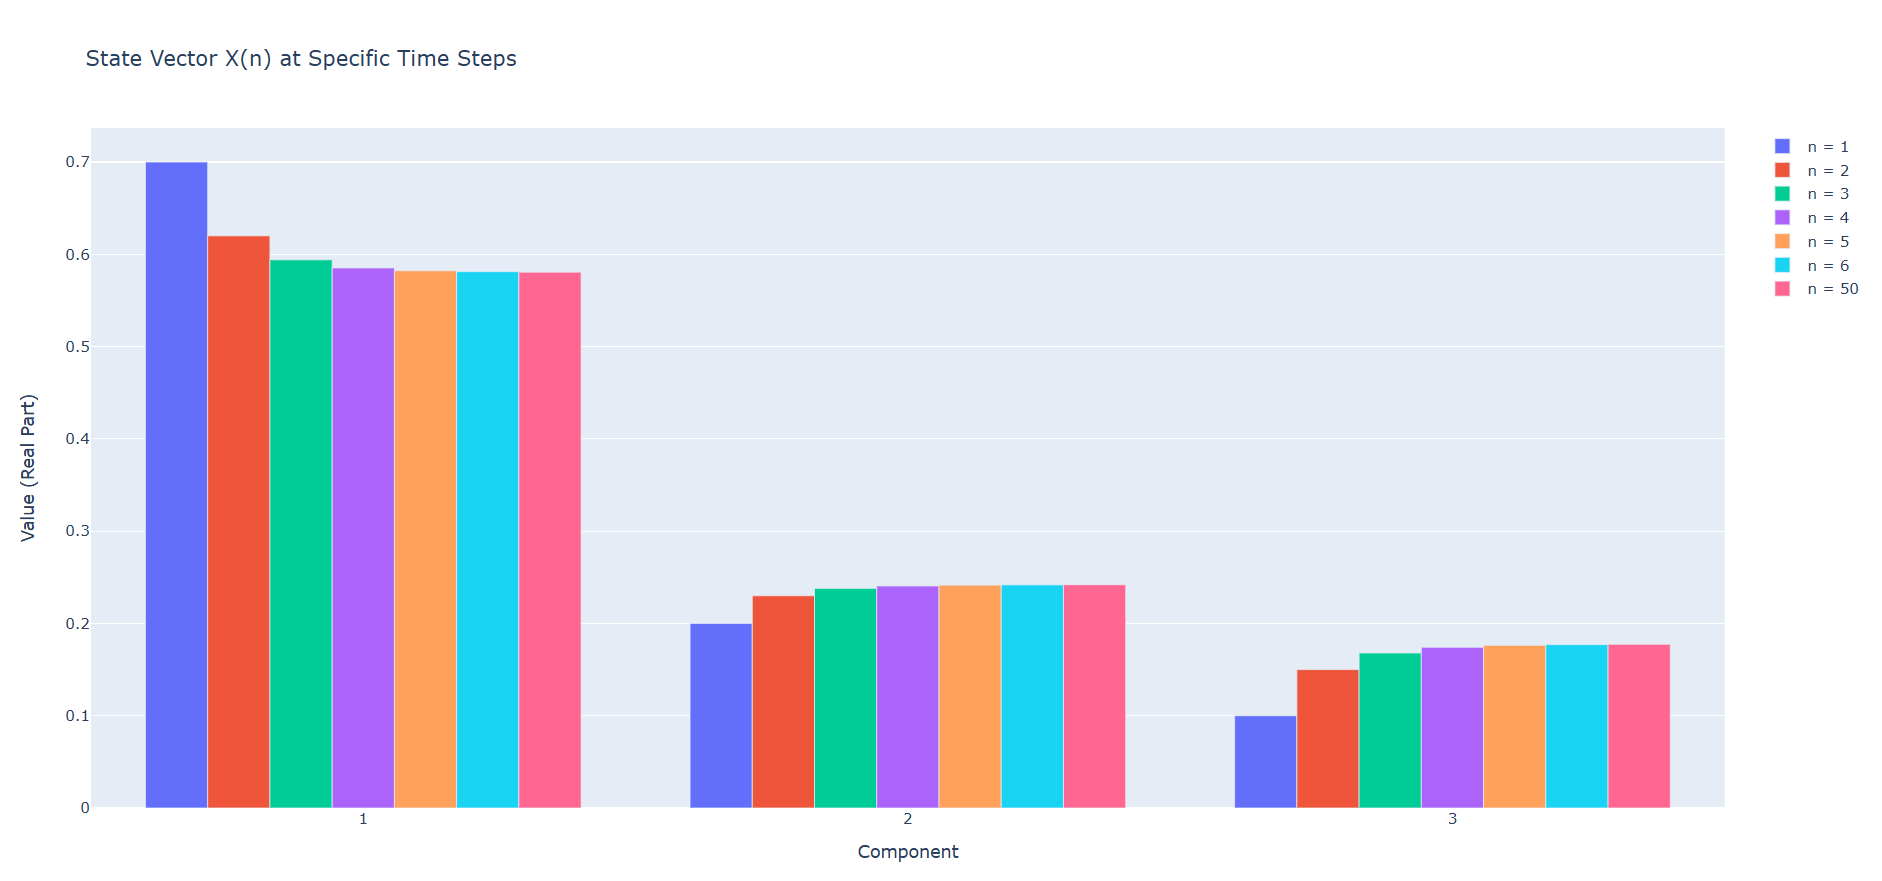 State Vector X(n) at Specific Time Steps
n = 1
n = 2
n = 3
n = 4
n = 5
n = 6
n = 50
Value (Real Part)
0.7
0.6
0.5
0.4
0.3
0.2
0.1
0
1
2
3
Component